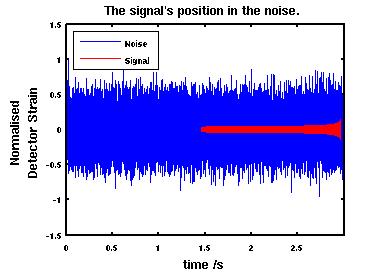 The signal's position in the noise.
1.5
Noise
Signal
1
0.5
0
-0.5
-1
-1.5
Normalised
Detector Strain
0 0.5 1 1.5 2 2.5
time /s